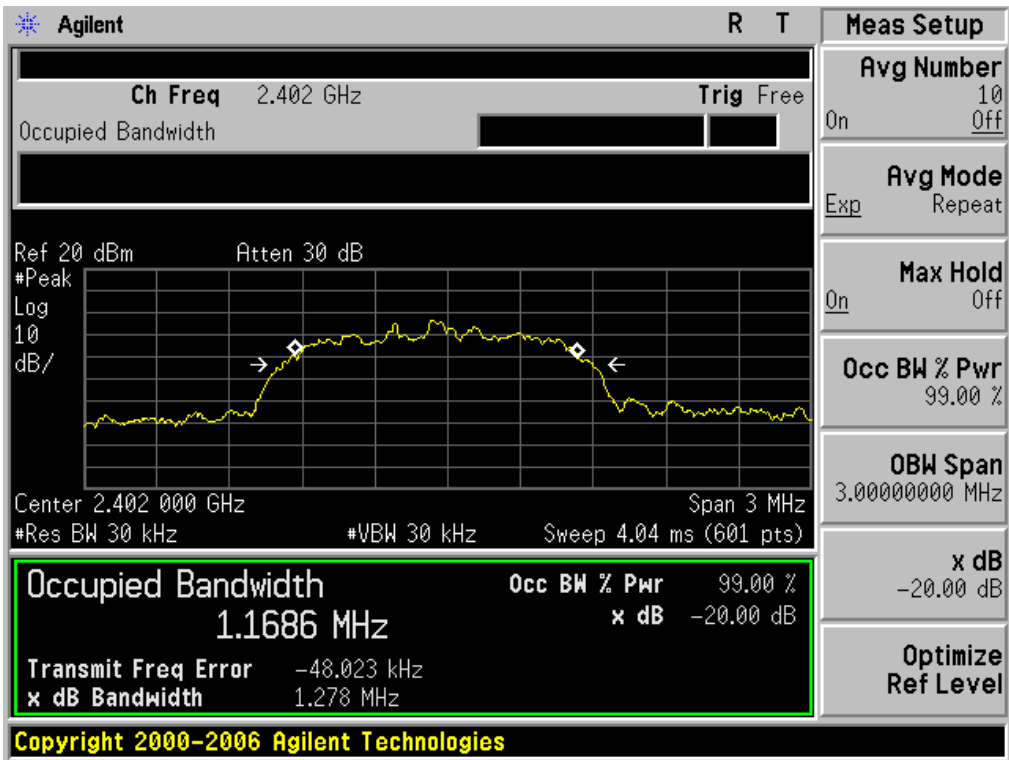 Agilent R T
Ch Freq 2.402 GHz Trig Free
Occupied Bandwidth
Ref 20 dBm Atten 30 dB
#Peak
Log
10
dB/
Center 2.402 000 GHz Span 3 MHz
#Res BW 30 kHz #VBW 30 kHz Sweep 4.04 ms (601 pts)
Occupied Bandwidth Occ BW % Pwr 99.00 %
1.1686 MHz x dB -20.00 dB
Transmit Freq Error -48.023 kHz
x dB Bandwidth 1.278 MHz
Copyright 2000-2006 Agilent Technologies
Meas Setup
Avg Number
10
On Off
Avg Mode
Exp Repeat
Max Hold
On Off
Occ BW % Pwr
99.00 %
OBW Span
3.00000000 MHz
x dB
-20.00 dB
Optimize
Ref Level